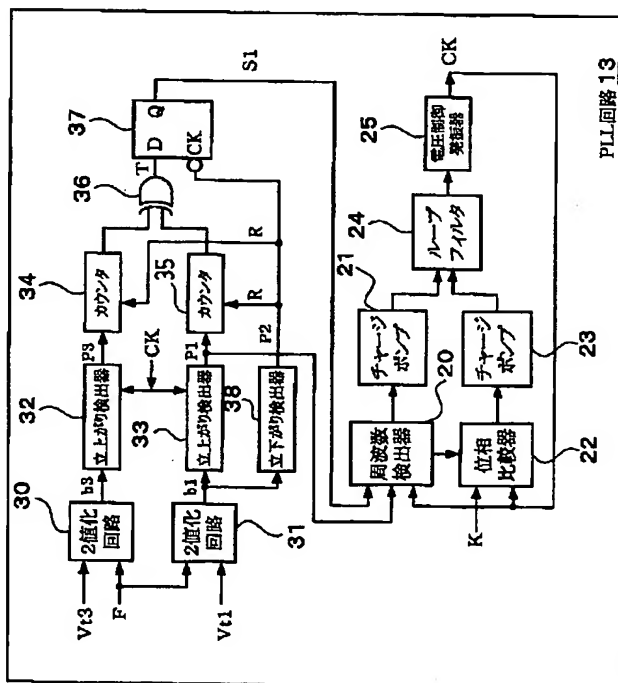 30
32
34
36
37
Vt3
2値化
回路
b3
立上がり検出器
P3
カウンタ
T
D
Q
S1
F
CK
R
35
CK
2値化
回路
b1
立上がり検出器
33
P1
カウンタ
R
Vt1
31
立下がり検出器
38
P2
21
チャージ
ポンプ
24
25
ループ
フィルタ
電圧制御
発振器
CK
周波数
検出器
20
K
位相
比較器
22
チャージ
ポンプ
23
PLL回路 13